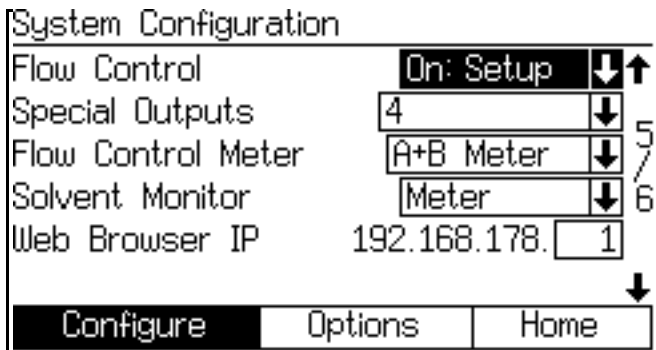 System Configuration
Flow Control On: Setup
Special Outputs 4
Flow Control Meter A+B Meter
Solvent Monitor Meter
Web Browser IP 192.168.178. 1
5/6
Configure Options Home